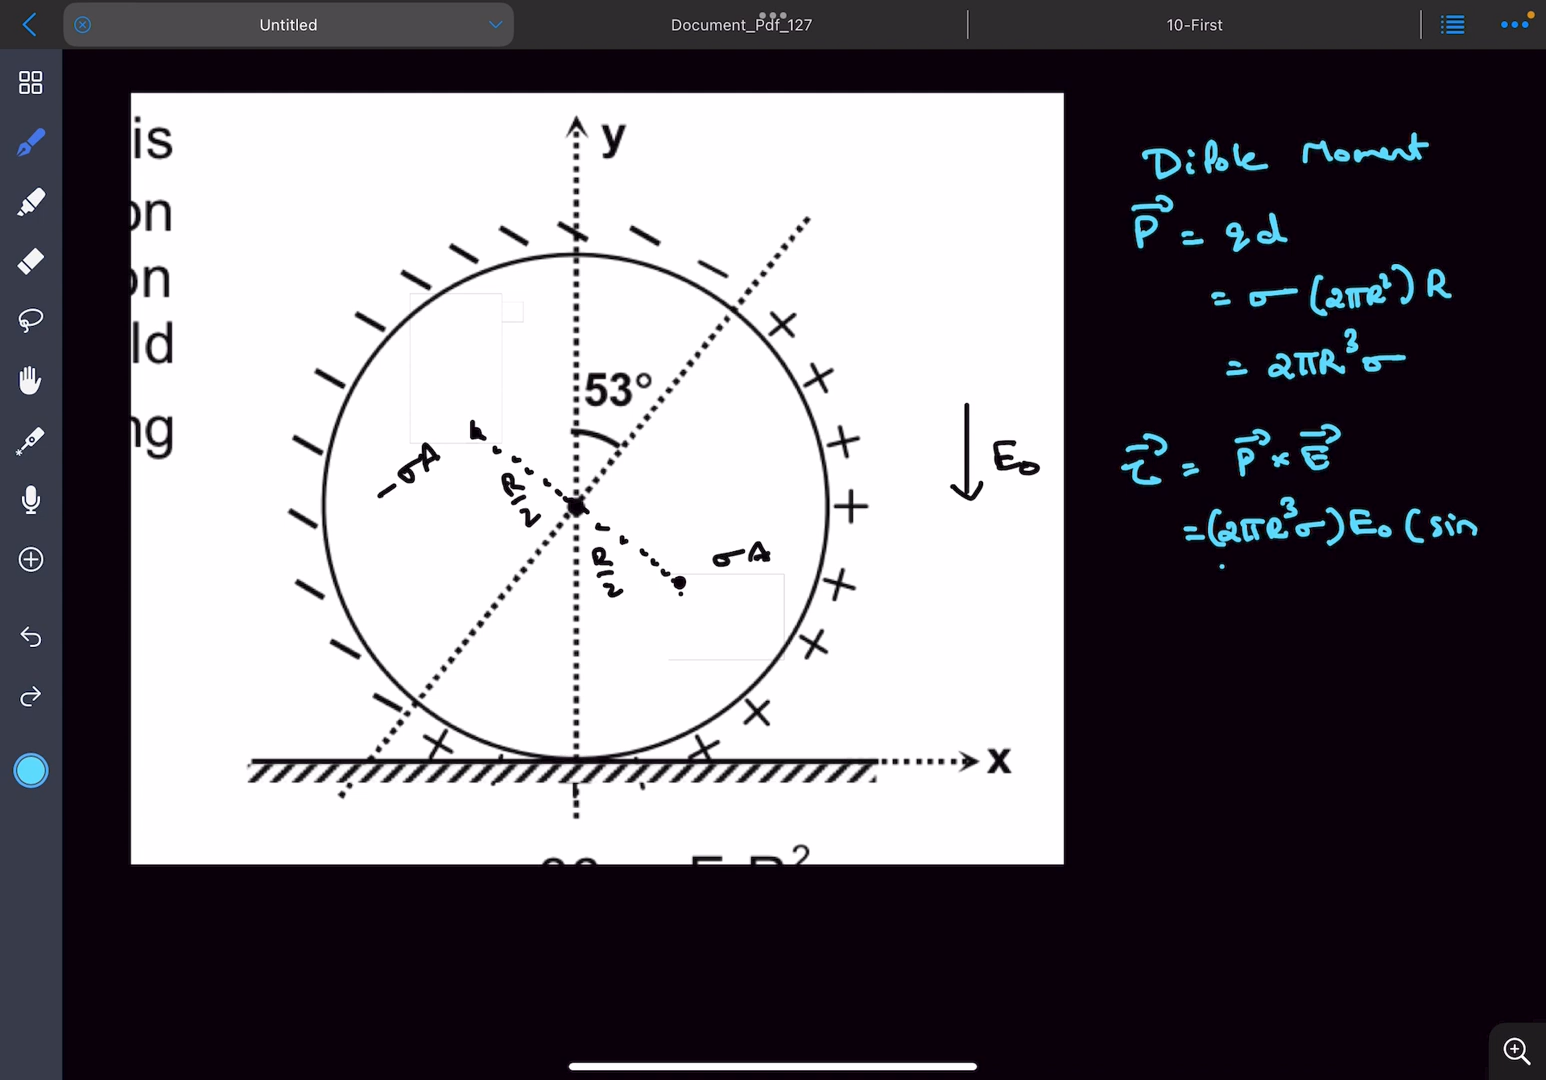 Untitled
Document_Pdf_127
10-First
is
on
on
ld
ng
y
53°
x
-σA
R/2
R/2
σA
E₀
Dipole Moment
P⃗ = qd
= σ(2πR²)R
= 2πR³σ
τ⃗ = P⃗ × E⃗
=(2πR³σ)E₀(sin